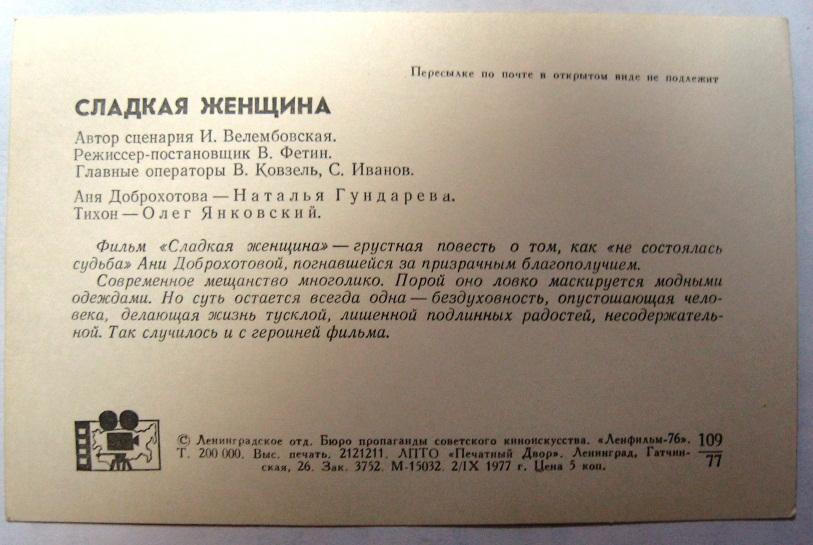 Пересылке по почте в открытом виде не подлежит
СЛАДКАЯ ЖЕНЩИНА
Автор сценария И. Велембовская.
Режиссер-постановщик В. Фетин.
Главные операторы В. Ковзель, С. Иванов.
Аня Доброхотова — Наталья Гундарева.
Тихон — Олег Янковский.
Фильм «Сладкая женщина» — грустная повесть о том, как «не состоялась
судьба» Ани Доброхотовой, погнавшейся за призрачным благополучием.
Современное мещанство многолико. Порой оно ловко маскируется модными
одеждами. Но суть остается всегда одна — бездуховность, опустошающая чело-
века, делающая жизнь тусклой, лишенной подлинных радостей, несодержатель-
ной. Так случилось и с героиней фильма.
© Ленинградское отд. Бюро пропаганды советского киноискусства. «Ленфильм-76». 109
Т. 200 000. Выс. печать. 2121211. ЛПТО «Печатный Двор». Ленинград, Гатчин- 77
ская, 26. Зак. 3752. М-15032. 2/IX 1977 г. Цена 5 коп.